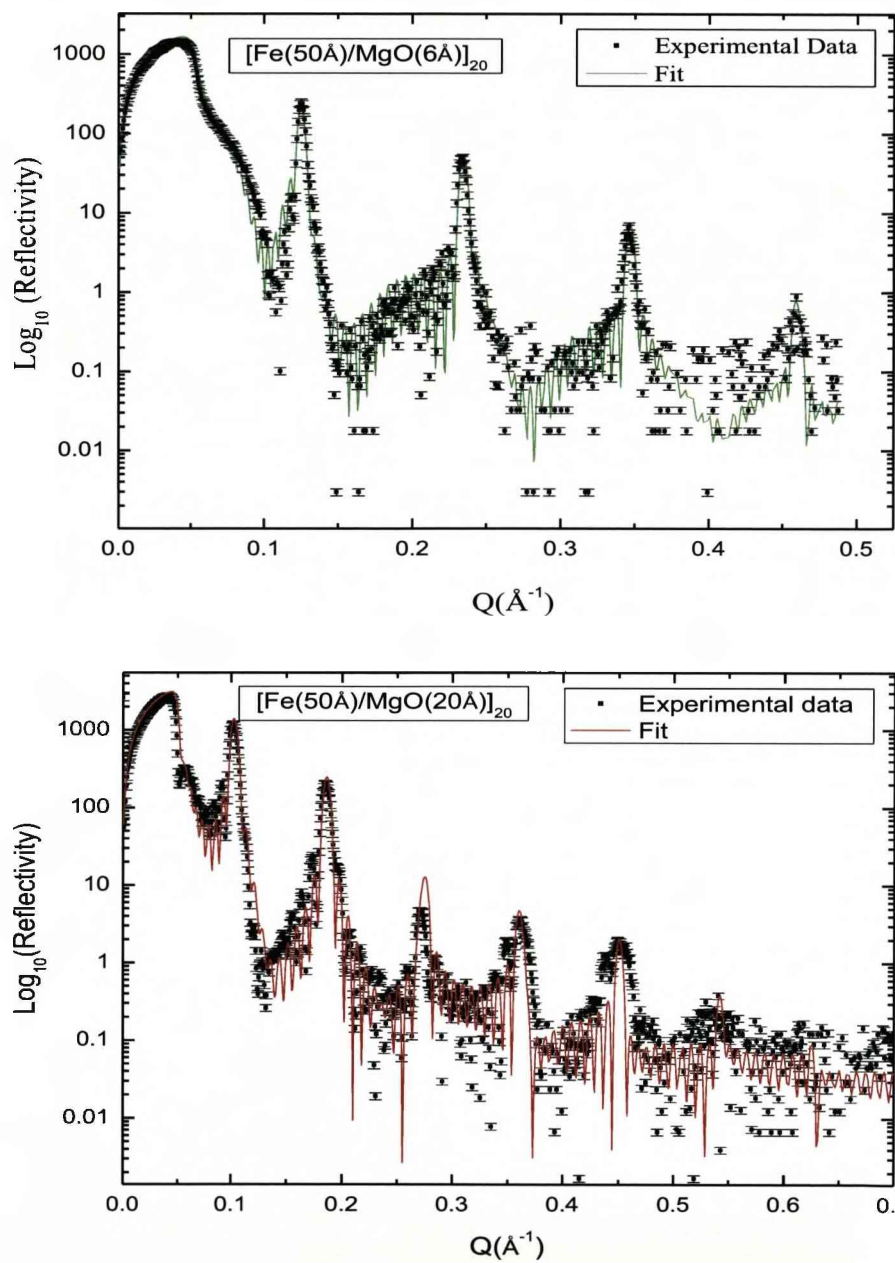 [Fe(50Å)/MgO(6Å)]₂₀
Experimental Data
Fit
1000
100
10
1
0.1
0.01
Log₁₀ (Reflectivity)
0.0 0.1 0.2 0.3 0.4 0.5
Q(Å⁻¹)
[Fe(50Å)/MgO(20Å)]₂₀
Experimental data
Fit
1000
100
10
1
0.1
0.01
Log₁₀(Reflectivity)
0.0 0.1 0.2 0.3 0.4 0.5 0.6 0.
Q(Å⁻¹)